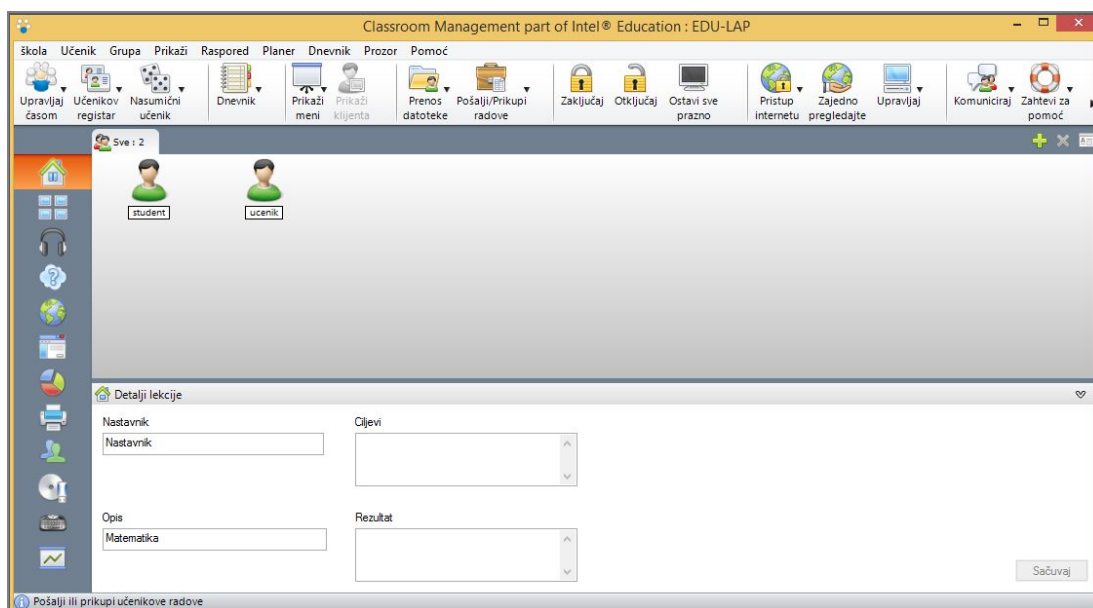 Classroom Management part of Intel® Education : EDU-LAP
škola Učenik Grupa Prikaži Raspored Planer Dnevnik Prozor Pomoć
Upravljaj časom
Učenikov registar
Nasumični učenik
Dnevnik
Prikaži meni
Prikaži klijenta
Prenos datoteke
Pošalji/Prikupi radove
Zaključaj
Otključaj
Ostavi sve prazno
Pristup internetu
Zajedno pregledajte
Upravljaj
Komuniciraj
Zahtevi za pomoć
Sve : 2
student ucenik
Detalji lekcije
Nastavnik Ciljevi
Nastavnik
Opis Rezultat
Matematika
Sačuvaj
Pošalji ili prikupi učenikove radove